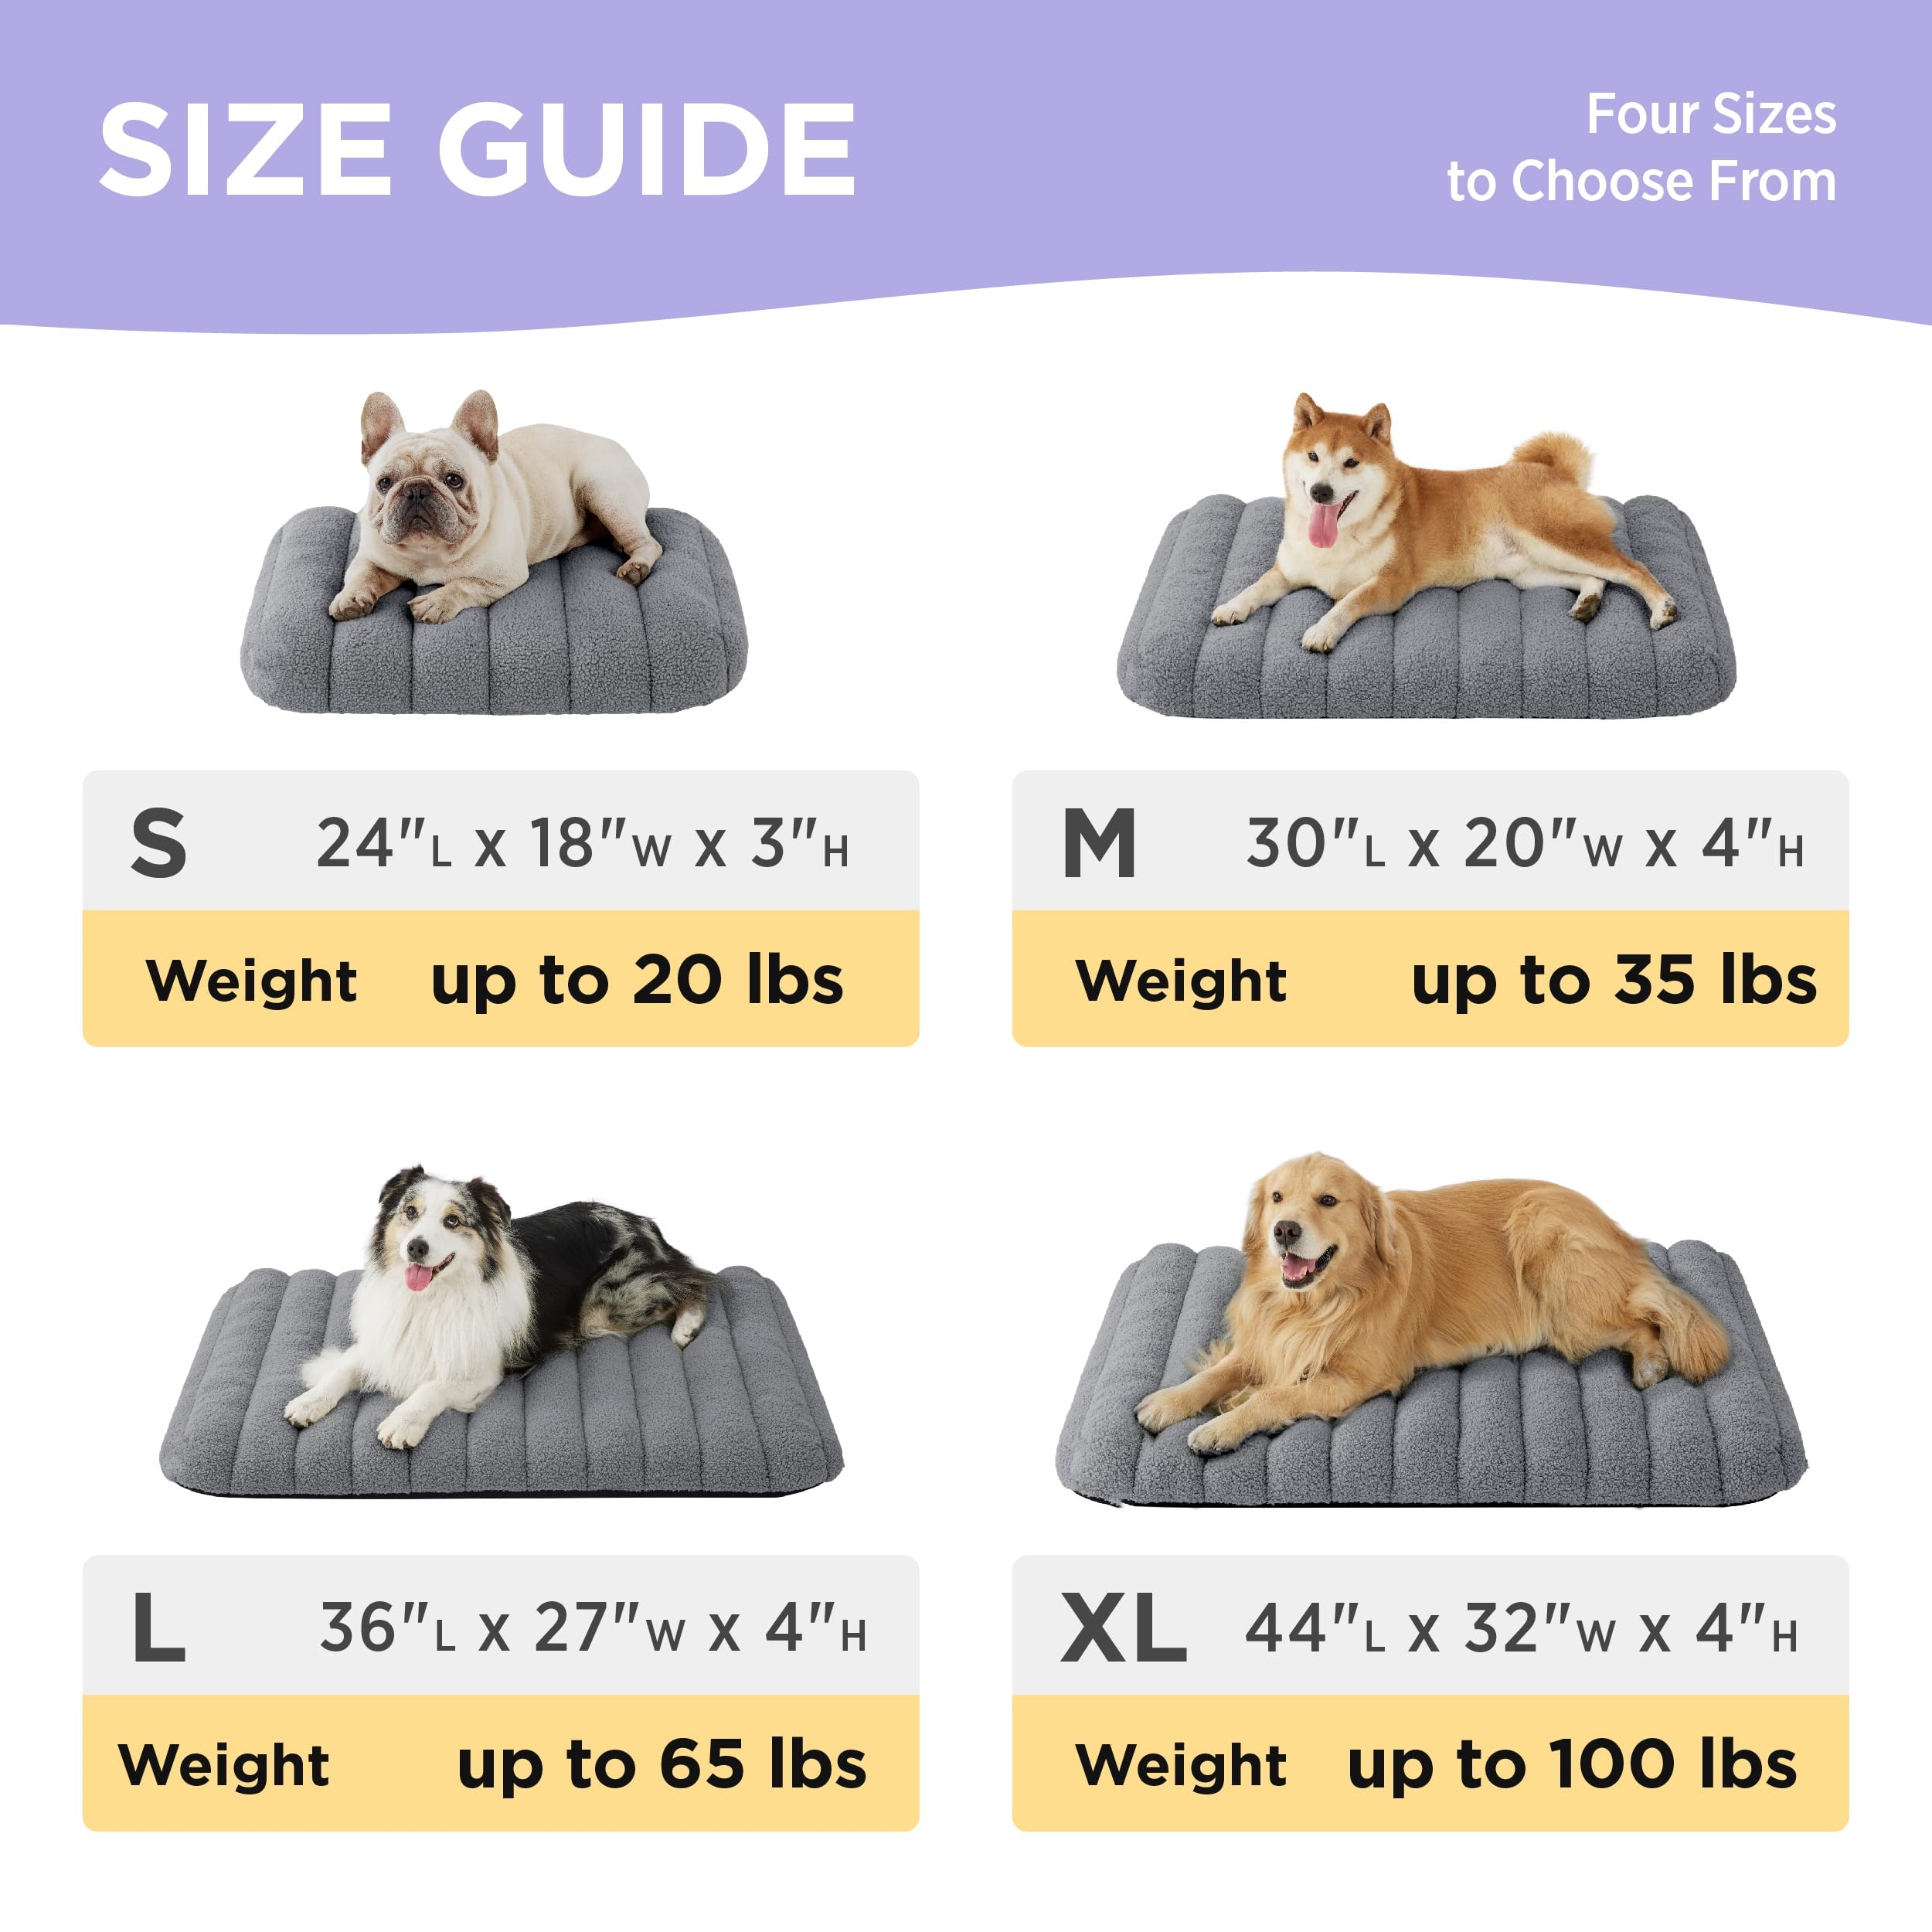 SIZE GUIDE
Four Sizes
to Choose From
S 24"L x 18"W x 3"H
Weight up to 20 lbs
M 30"L x 20"W x 4"H
Weight up to 35 lbs
L 36"L x 27"W x 4"H
Weight up to 65 lbs
XL 44"L x 32"W x 4"H
Weight up to 100 lbs